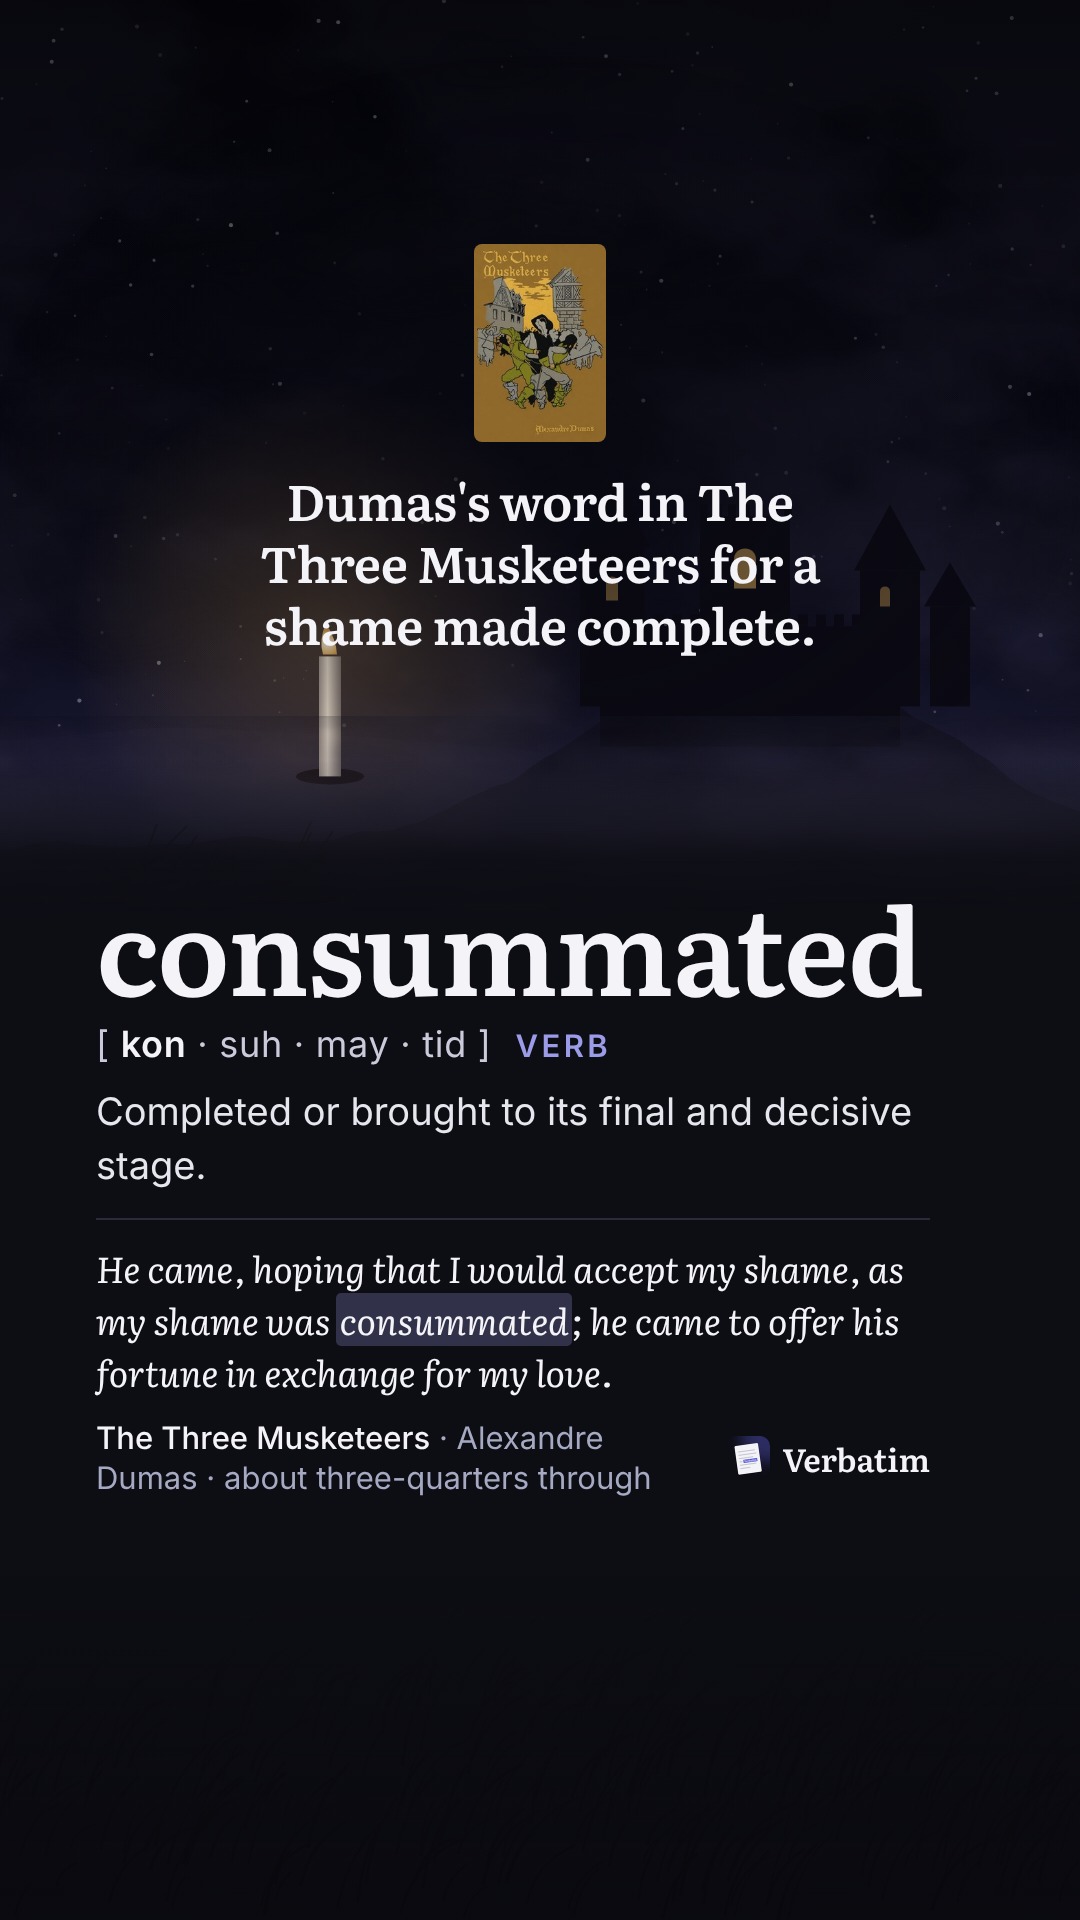 The Three
Musketeers
Alexandre Dumas
Dumas's word in The
Three Musketeers for a
shame made complete.
consummated
[ kon · suh · may · tid ] VERB
Completed or brought to its final and decisive
stage.
He came, hoping that I would accept my shame, as
my shame was consummated; he came to offer his
fortune in exchange for my love.
The Three Musketeers · Alexandre
Dumas · about three-quarters through
Verbatim